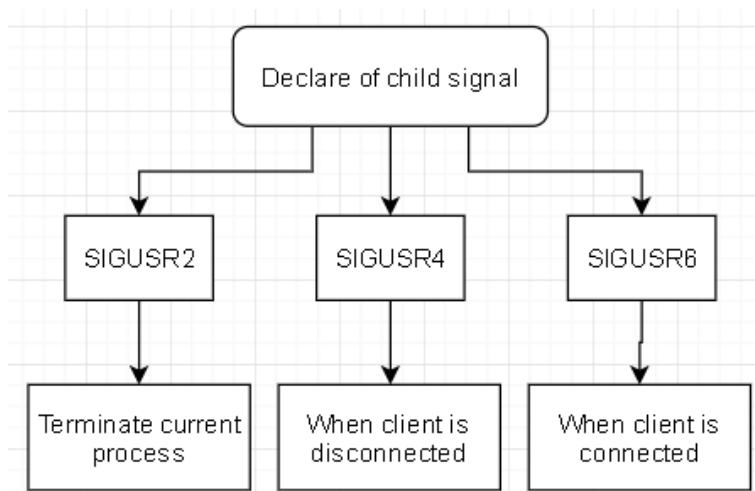 Declare of child signal
SIGUSR2
SIGUSR4
SIGUSR6
Terminate current
process
When client is
disconnected
When client is
connected